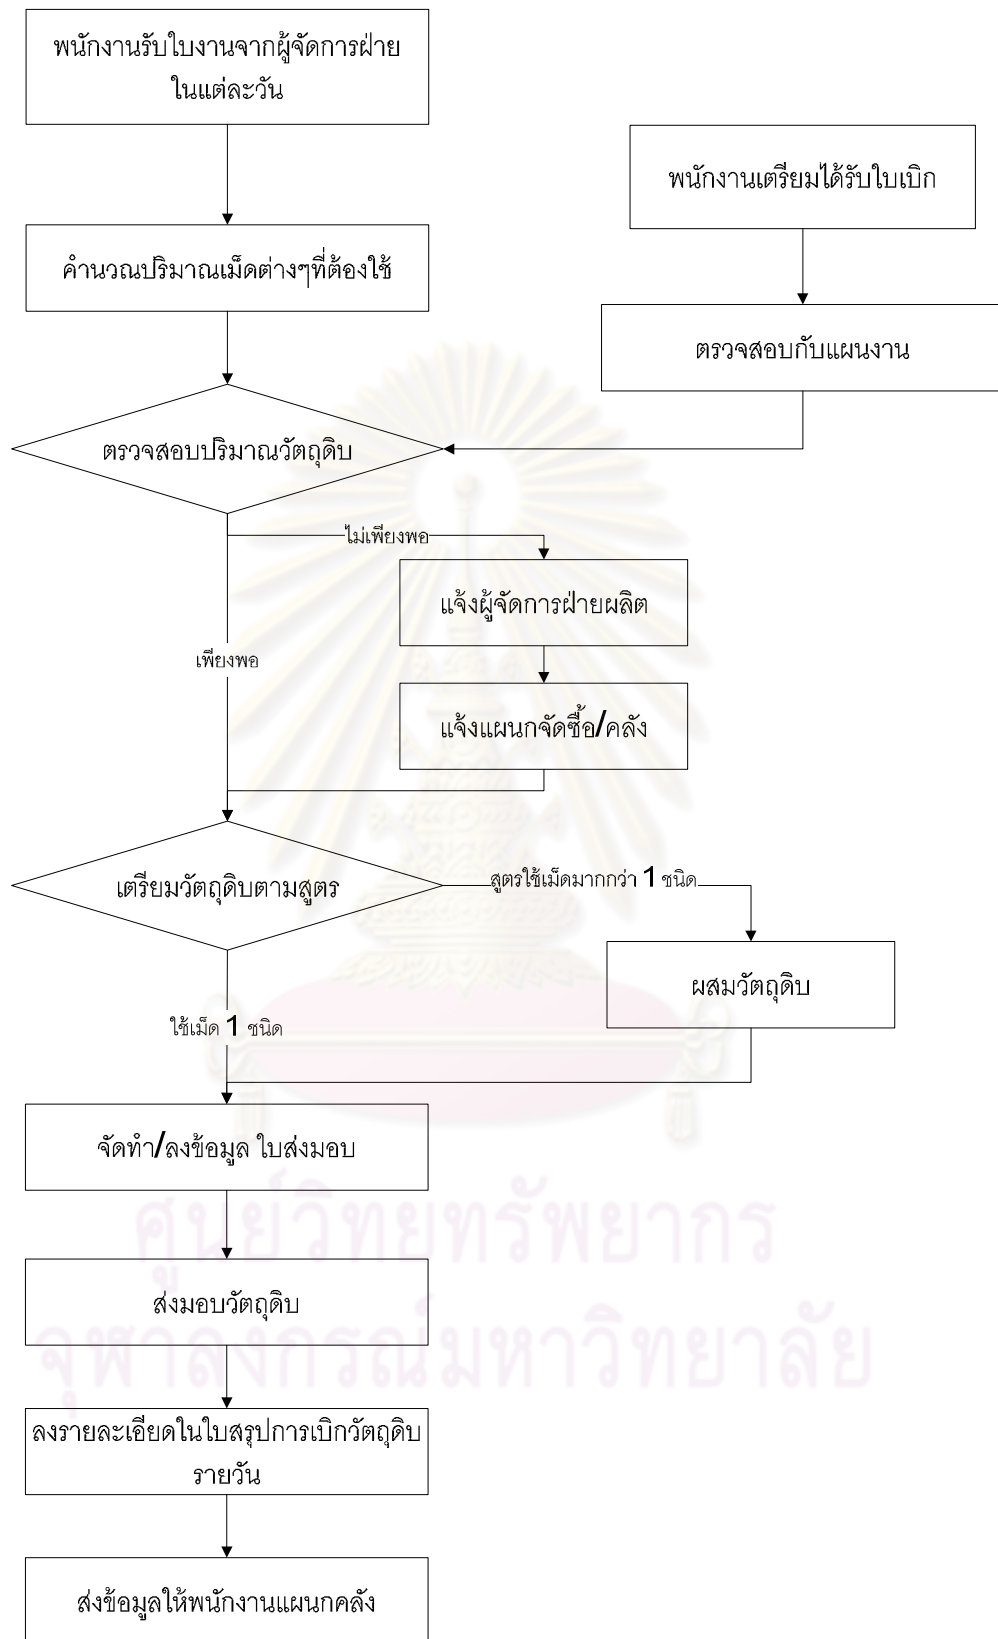 พนักงานรับใบงานจากผู้จัดการฝ่าย
ในแต่ละวัน
พนักงานเตรียมได้รับใบเบิก
คำนวณปริมาณเม็ดต่างๆที่ต้องใช้
ตรวจสอบกับแผนงาน
ตรวจสอบปริมาณวัตถุดิบ
ไม่เพียงพอ
แจ้งผู้จัดการฝ่ายผลิต
เพียงพอ
แจ้งแผนกจัดซื้อ/คลัง
เตรียมวัตถุดิบตามสูตร
สูตรใช้เม็ดมากกว่า 1 ชนิด
ผสมวัตถุดิบ
ใช้เม็ด 1 ชนิด
จัดทำ/ลงข้อมูล ใบส่งมอบ
ศูนย์วิทยทรัพยากร
ส่งมอบวัตถุดิบ
จุฬาลงกรณ์มหาวิทยาลัย
ลงรายละเอียดในใบสรุปการเบิกวัตถุดิบ
รายวัน
ส่งข้อมูลให้พนักงานแผนกคลัง